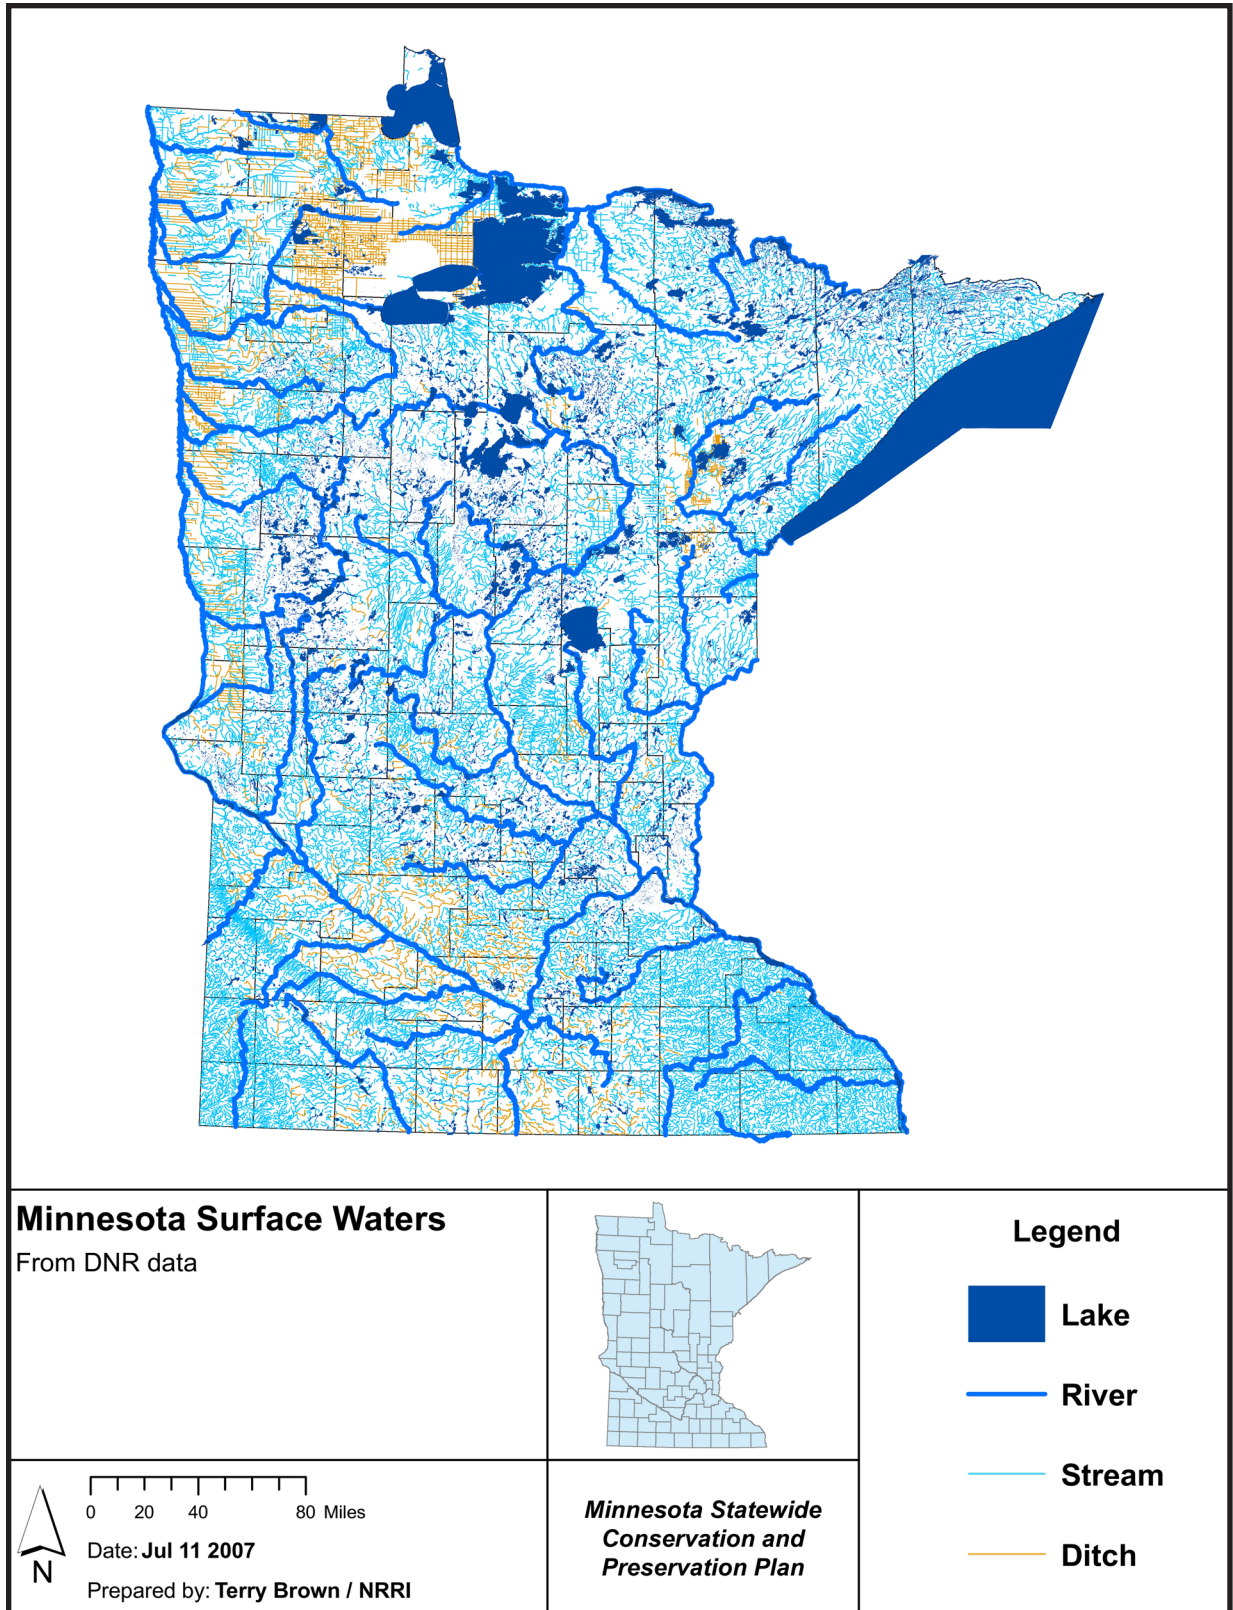 Minnesota Surface Waters
From DNR data
Legend
Lake
River
Stream
Ditch
0 20 40 80 Miles
Date: Jul 11 2007
Prepared by: Terry Brown / NRRI
N
Minnesota Statewide
Conservation and
Preservation Plan